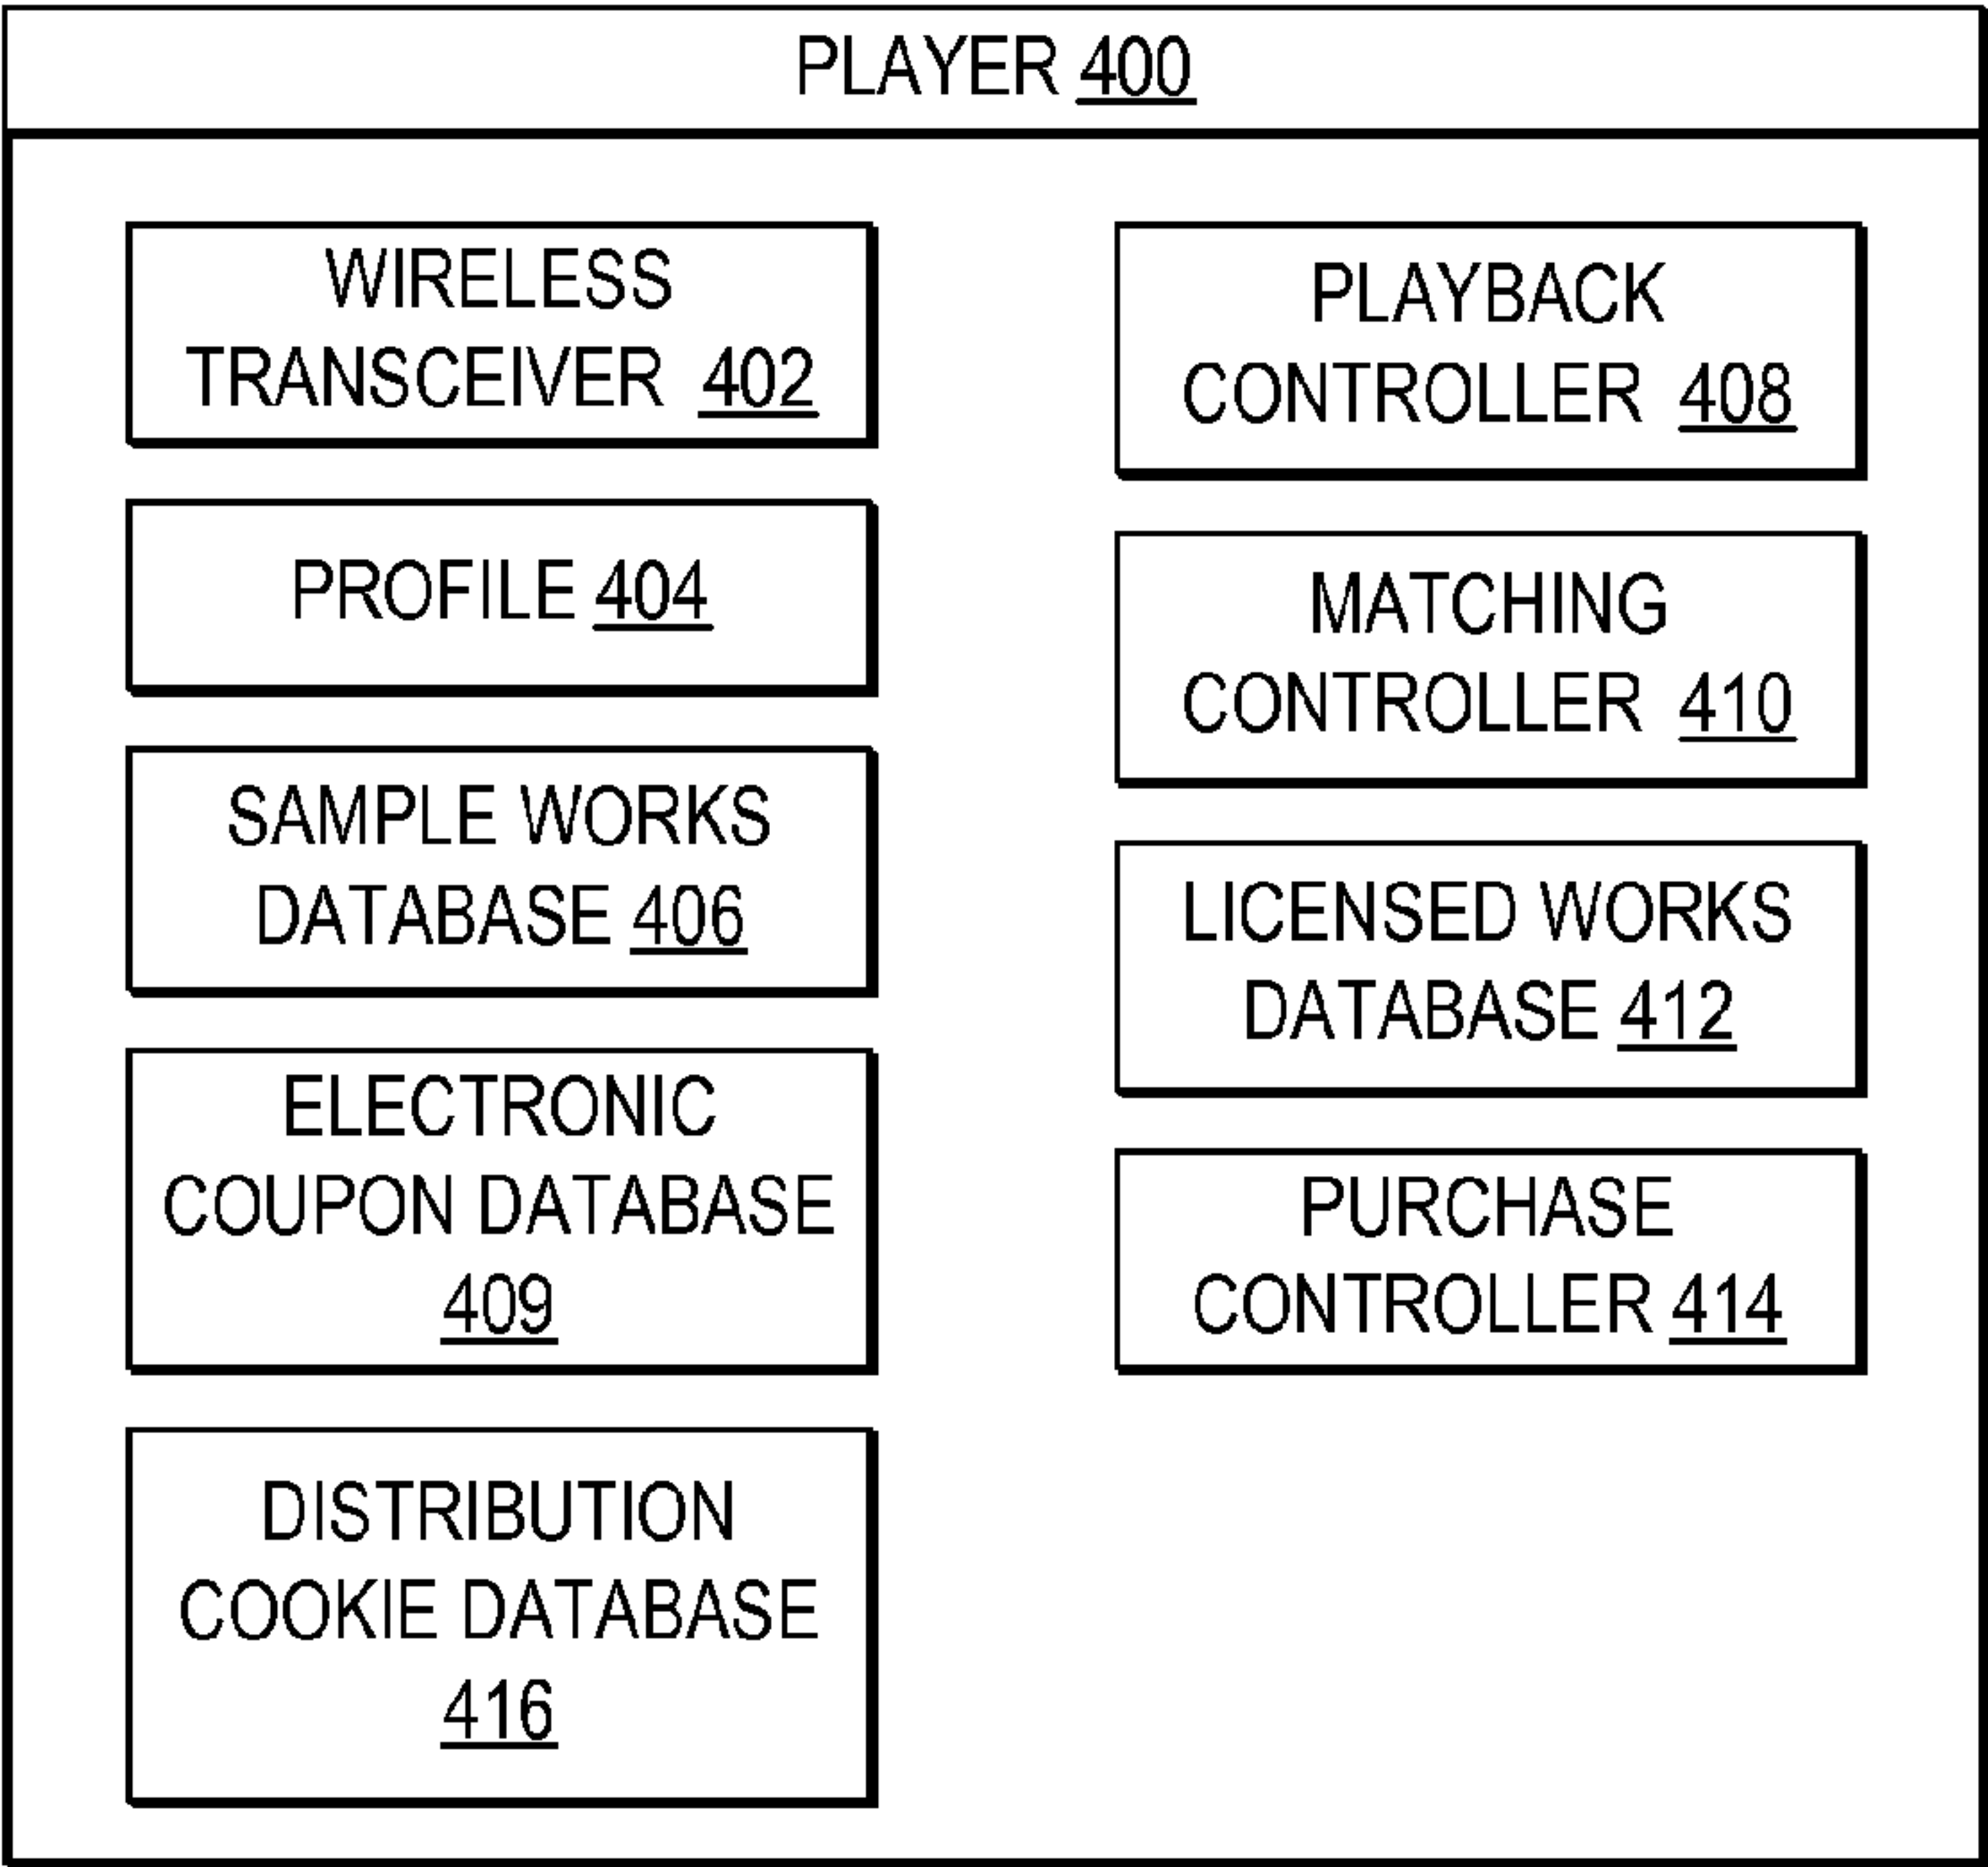 PLAYER 400
WIRELESS
TRANSCEIVER 402
PROFILE 404
SAMPLE WORKS
DATABASE 406
ELECTRONIC
COUPON DATABASE
409
DISTRIBUTION
COOKIE DATABASE
416
PLAYBACK
CONTROLLER 408
MATCHING
CONTROLLER 410
LICENSED WORKS
DATABASE 412
PURCHASE
CONTROLLER 414